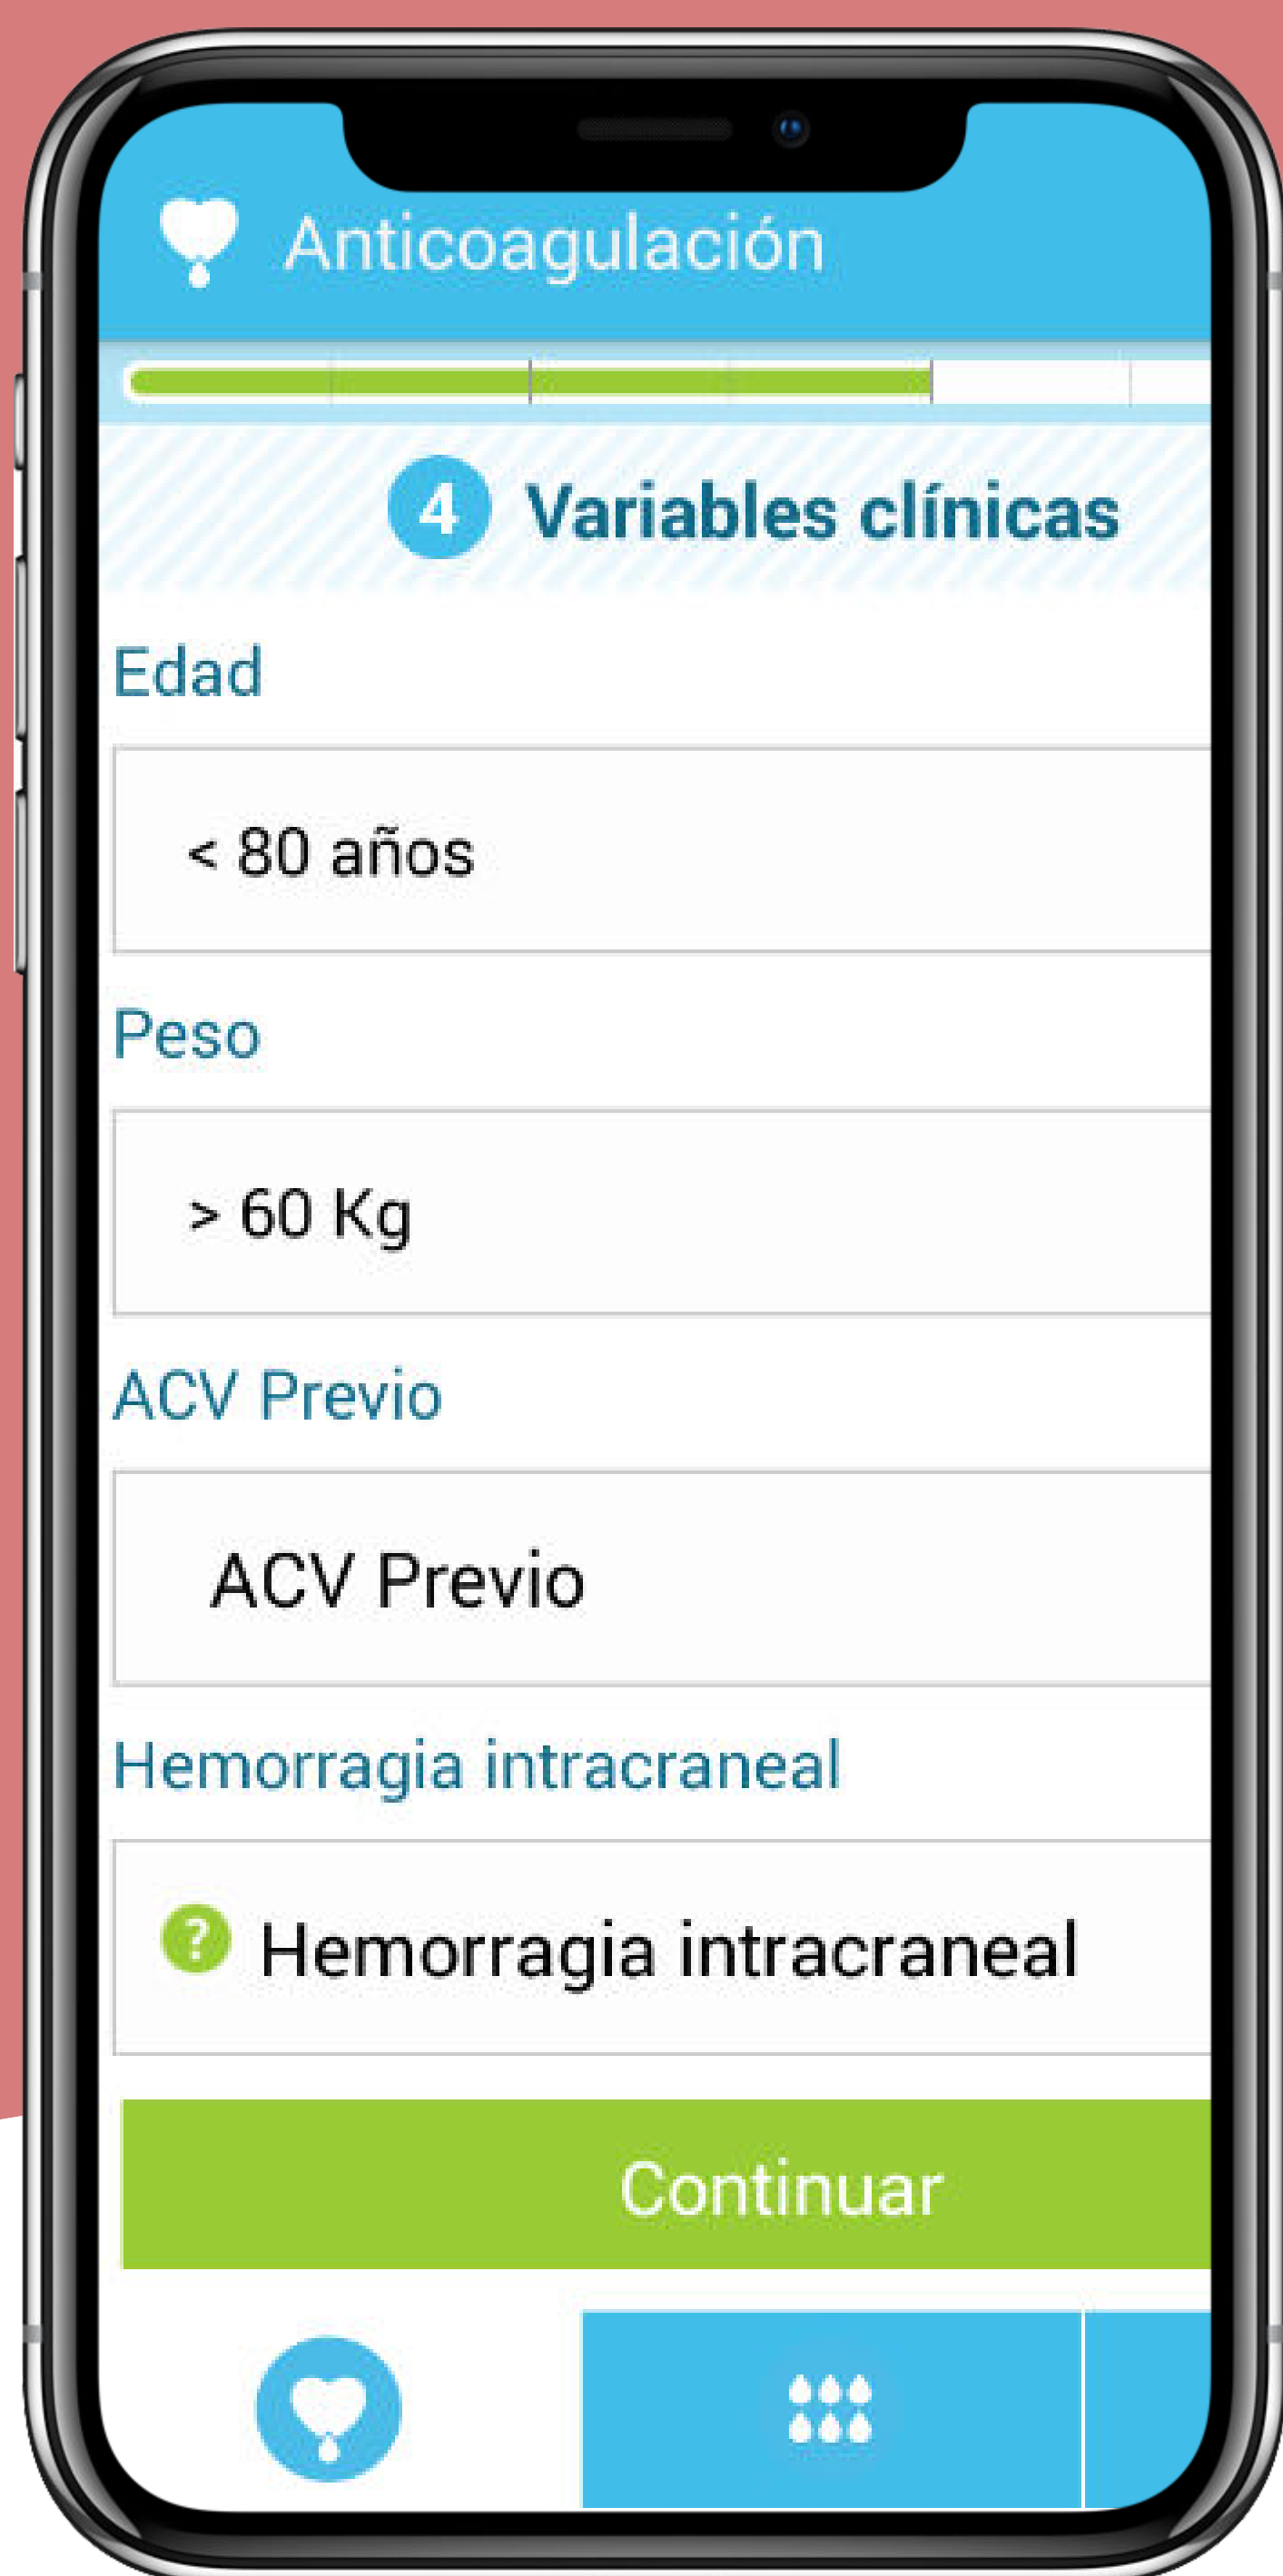 Anticoagulación
4 Variables clínicas
Edad
< 80 años
Peso
> 60 Kg
ACV Previo
ACV Previo
Hemorragia intracraneal
? Hemorragia intracraneal
Continuar